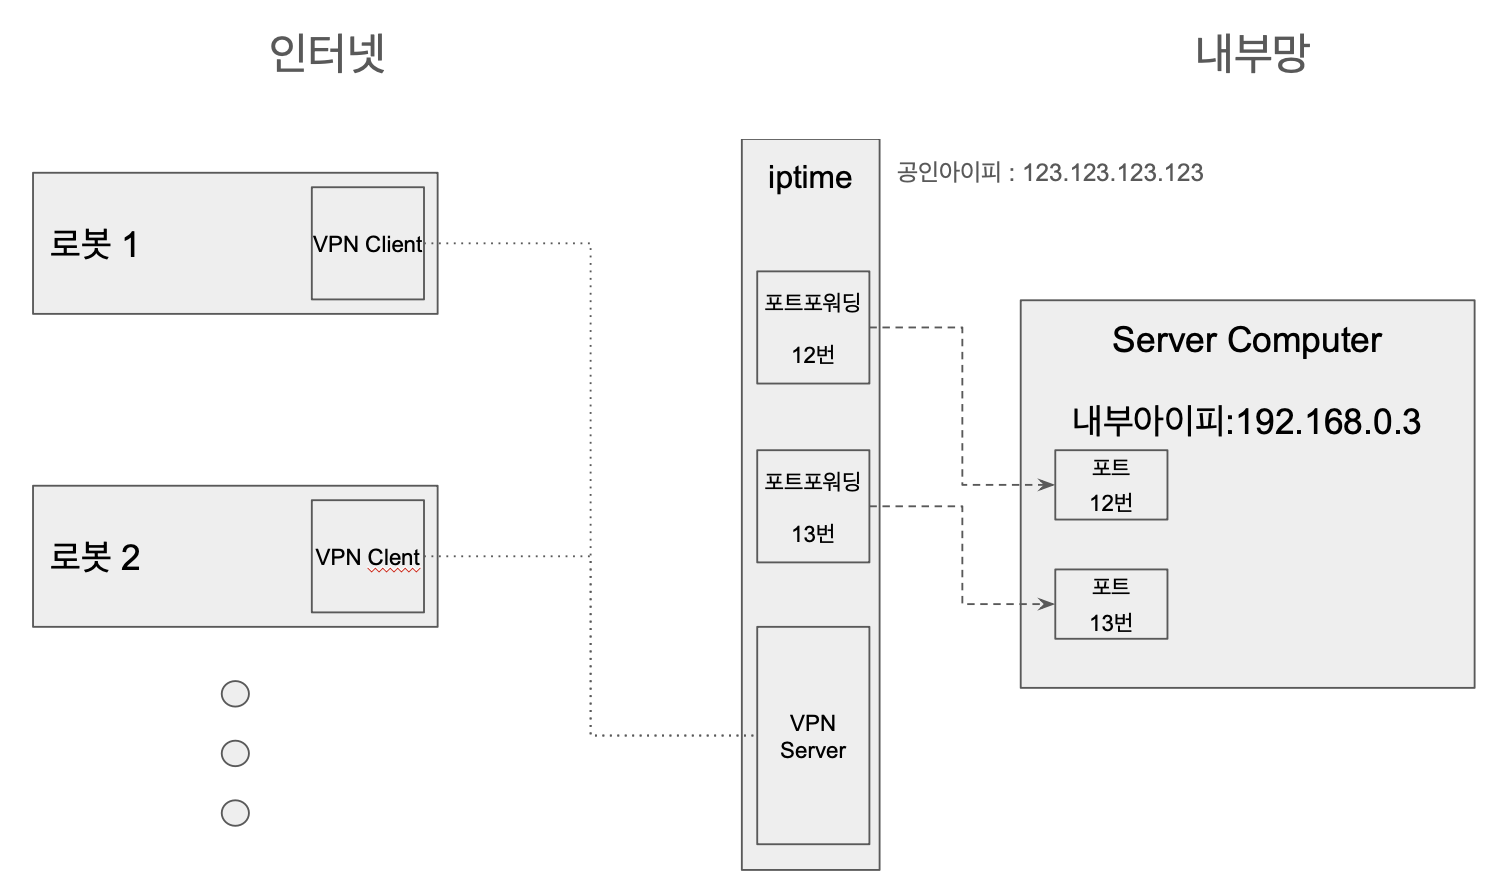 인터넷
내부망
iptime
공인아이피 : 123.123.123.123
로봇 1
VPN Client
포트포워딩
12번
Server Computer
내부아이피:192.168.0.3
포트
12번
포트포워딩
13번
로봇 2
VPN Clent
포트
13번
VPN
Server